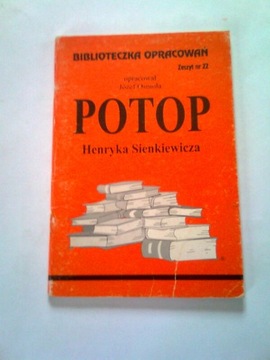 BIBLIOTECZKA OPRACOWAŃ
Zeszyt nr 22
opracował
Józef Osmoła
POTOP
Henryka Sienkiewicza